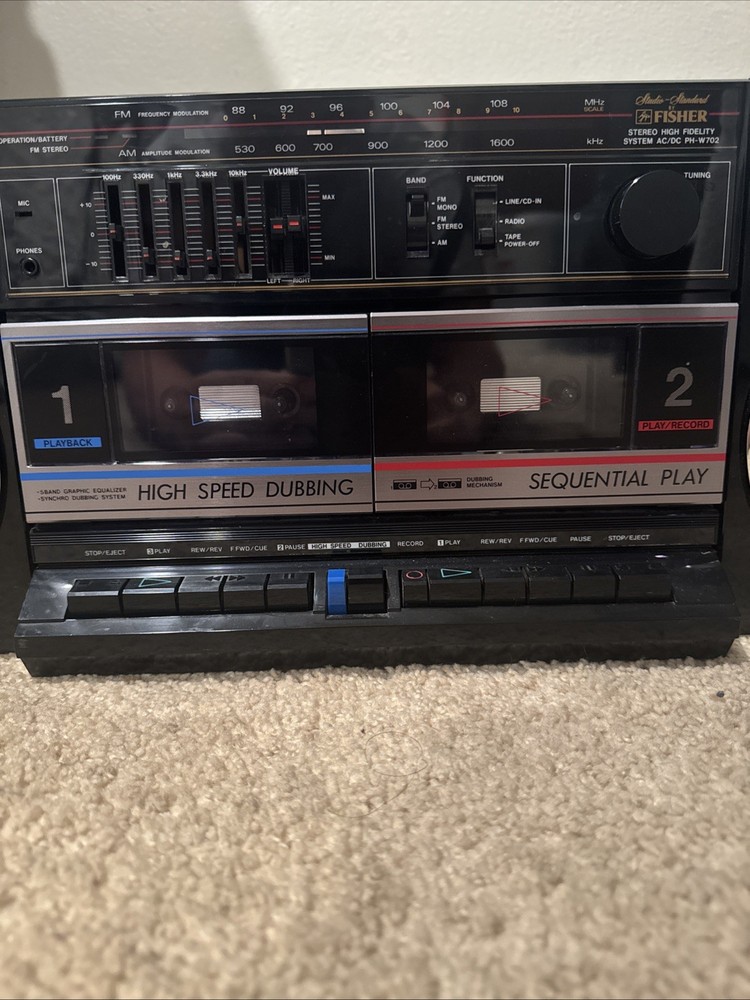 FM FREQUENCY MODULATION 88 92 96 100 104 108 MHz
0 1 2 3 4 5 6 7 8 9 10 SCALE
OPERATION/BATTERY
FM STEREO
AM AMPLITUDE MODULATION 530 600 700 900 1200 1600 kHz
Studio-Standard
BY
FISHER
STEREO HIGH FIDELITY
SYSTEM AC/DC PH-W702
MIC
PHONES
100Hz 330Hz 1kHz 3.3kHz 10kHz
+10
0
-10
VOLUME
MAX
MIN
LEFT RIGHT
BAND
FM
MONO
FM
STEREO
AM
FUNCTION
LINE/CD-IN
RADIO
TAPE
POWER-OFF
TUNING
1
PLAYBACK
-5BAND GRAPHIC EQUALIZER
-SYNCHRO DUBBING SYSTEM
HIGH SPEED DUBBING
2
PLAY/RECORD
DUBBING
MECHANISM
SEQUENTIAL PLAY
STOP/EJECT 3 PLAY REW/REV F FWD/CUE 2 PAUSE HIGH SPEED DUBBING RECORD 1 PLAY REW/REV F FWD/CUE PAUSE STOP/EJECT